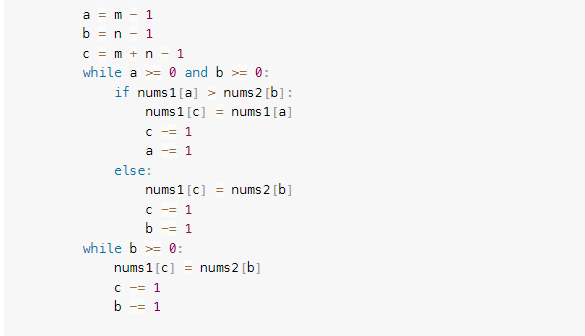 a = m - 1
b = n - 1
c = m + n - 1
while a >= 0 and b >= 0:
    if nums1[a] > nums2[b]:
        nums1[c] = nums1[a]
        c -= 1
        a -= 1
    else:
        nums1[c] = nums2[b]
        c -= 1
        b -= 1
while b >= 0:
    nums1[c] = nums2[b]
    c -= 1
    b -= 1